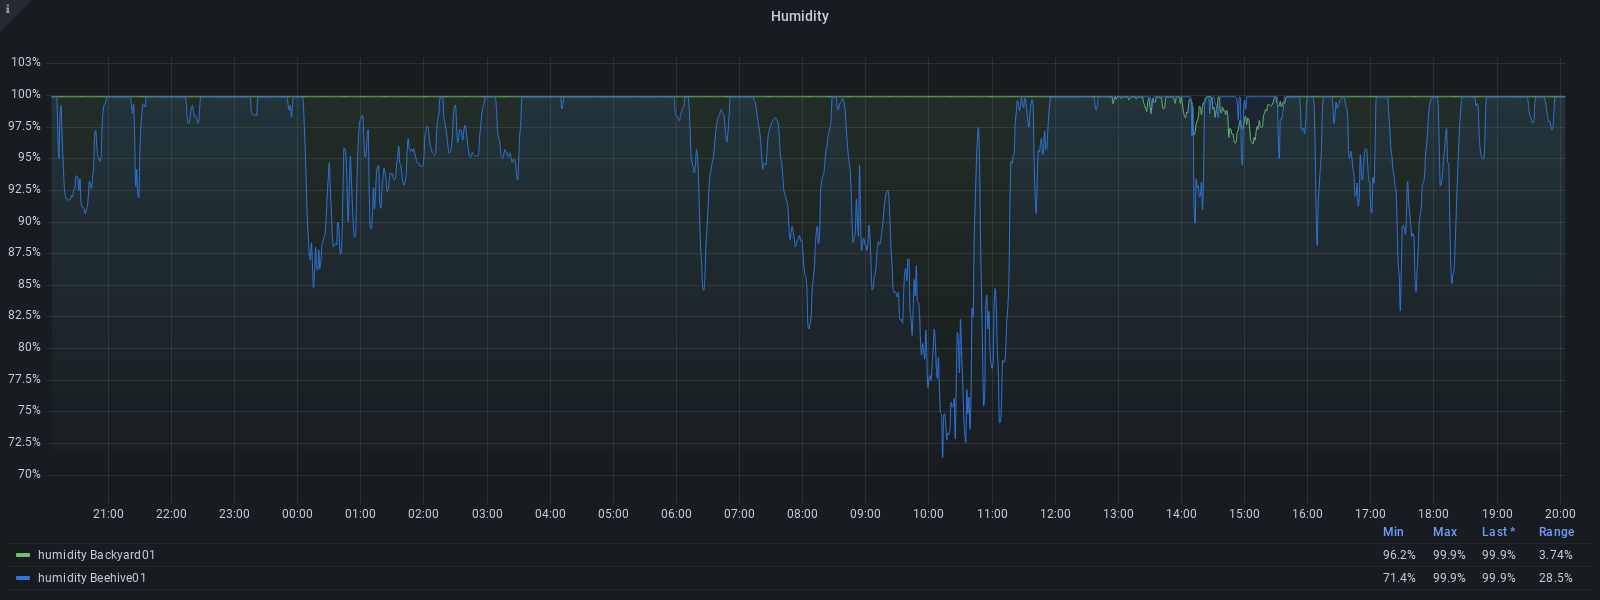 i
Humidity
103%
100%
97.5%
95%
92.5%
90%
87.5%
85%
82.5%
80%
77.5%
75%
72.5%
70%
21:00 22:00 23:00 00:00 01:00 02:00 03:00 04:00 05:00 06:00 07:00 08:00 09:00 10:00 11:00 12:00 13:00 14:00 15:00 16:00 17:00 18:00 19:00 20:00
Min Max Last * Range
humidity Backyard01 96.2% 99.9% 99.9% 3.74%
humidity Beehive01 71.4% 99.9% 99.9% 28.5%